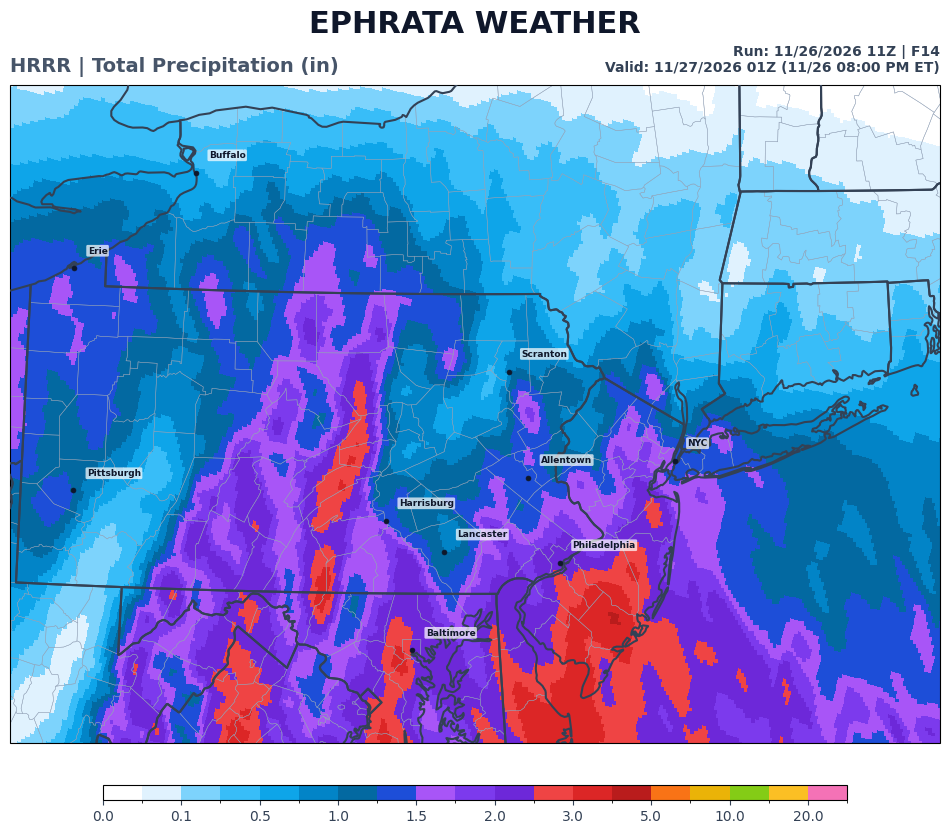 EPHRATA WEATHER
HRRR | Total Precipitation (in)
Run: 11/26/2026 11Z | F14
Valid: 11/27/2026 01Z (11/26 08:00 PM ET)
Buffalo
Erie
Scranton
NYC
Allentown
Pittsburgh
Harrisburg
Lancaster
Philadelphia
Baltimore
0.0 0.1 0.5 1.0 1.5 2.0 3.0 5.0 10.0 20.0